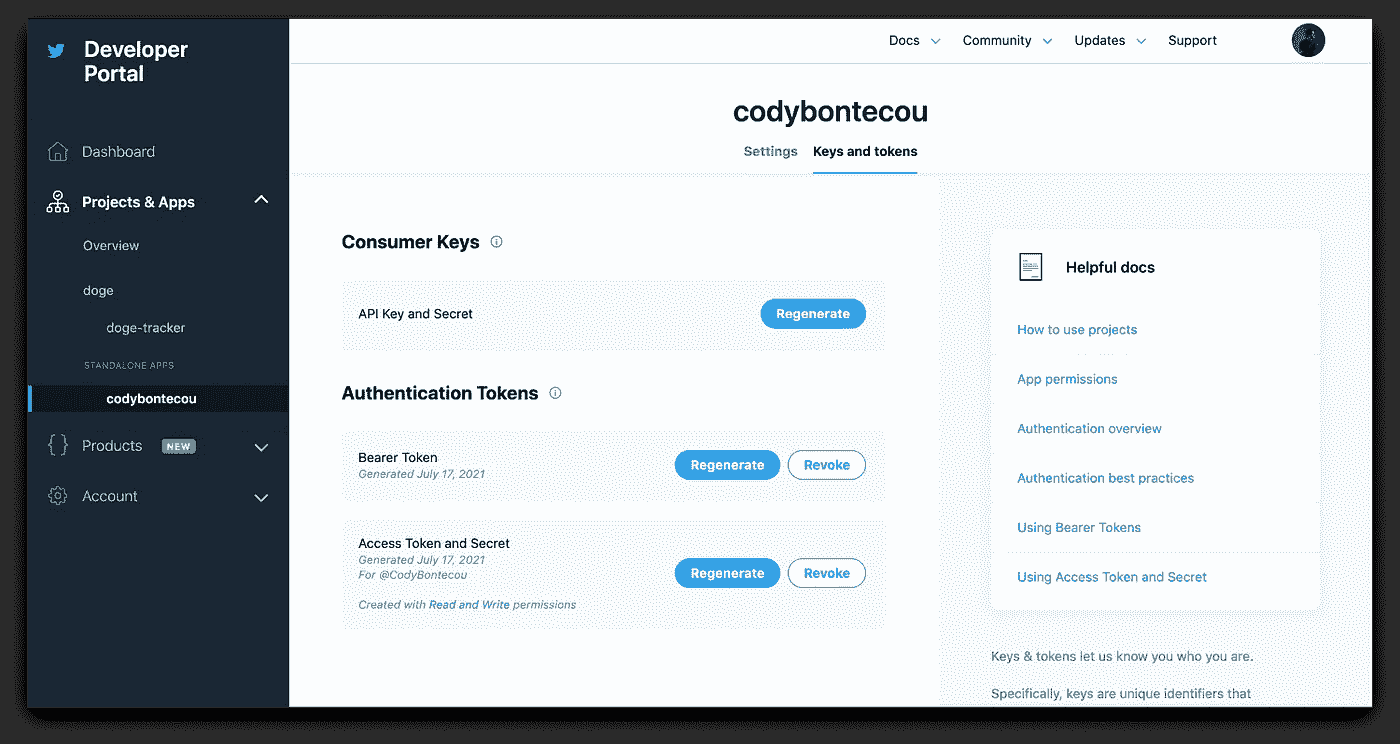 Developer
Portal
Docs
Community
Updates
Support
codybontecou
Settings
Keys and tokens
Dashboard
Projects & Apps
Overview
doge
doge-tracker
STANDALONE APPS
codybontecou
Products NEW
Account
Consumer Keys
API Key and Secret
Regenerate
Authentication Tokens
Bearer Token
Generated July 17, 2021
Regenerate
Revoke
Access Token and Secret
Generated July 17, 2021
For @CodyBontecou
Created with Read and Write permissions
Regenerate
Revoke
Helpful docs
How to use projects
App permissions
Authentication overview
Authentication best practices
Using Bearer Tokens
Using Access Token and Secret
Keys & tokens let us know you who you are.
Specifically, keys are unique identifiers that